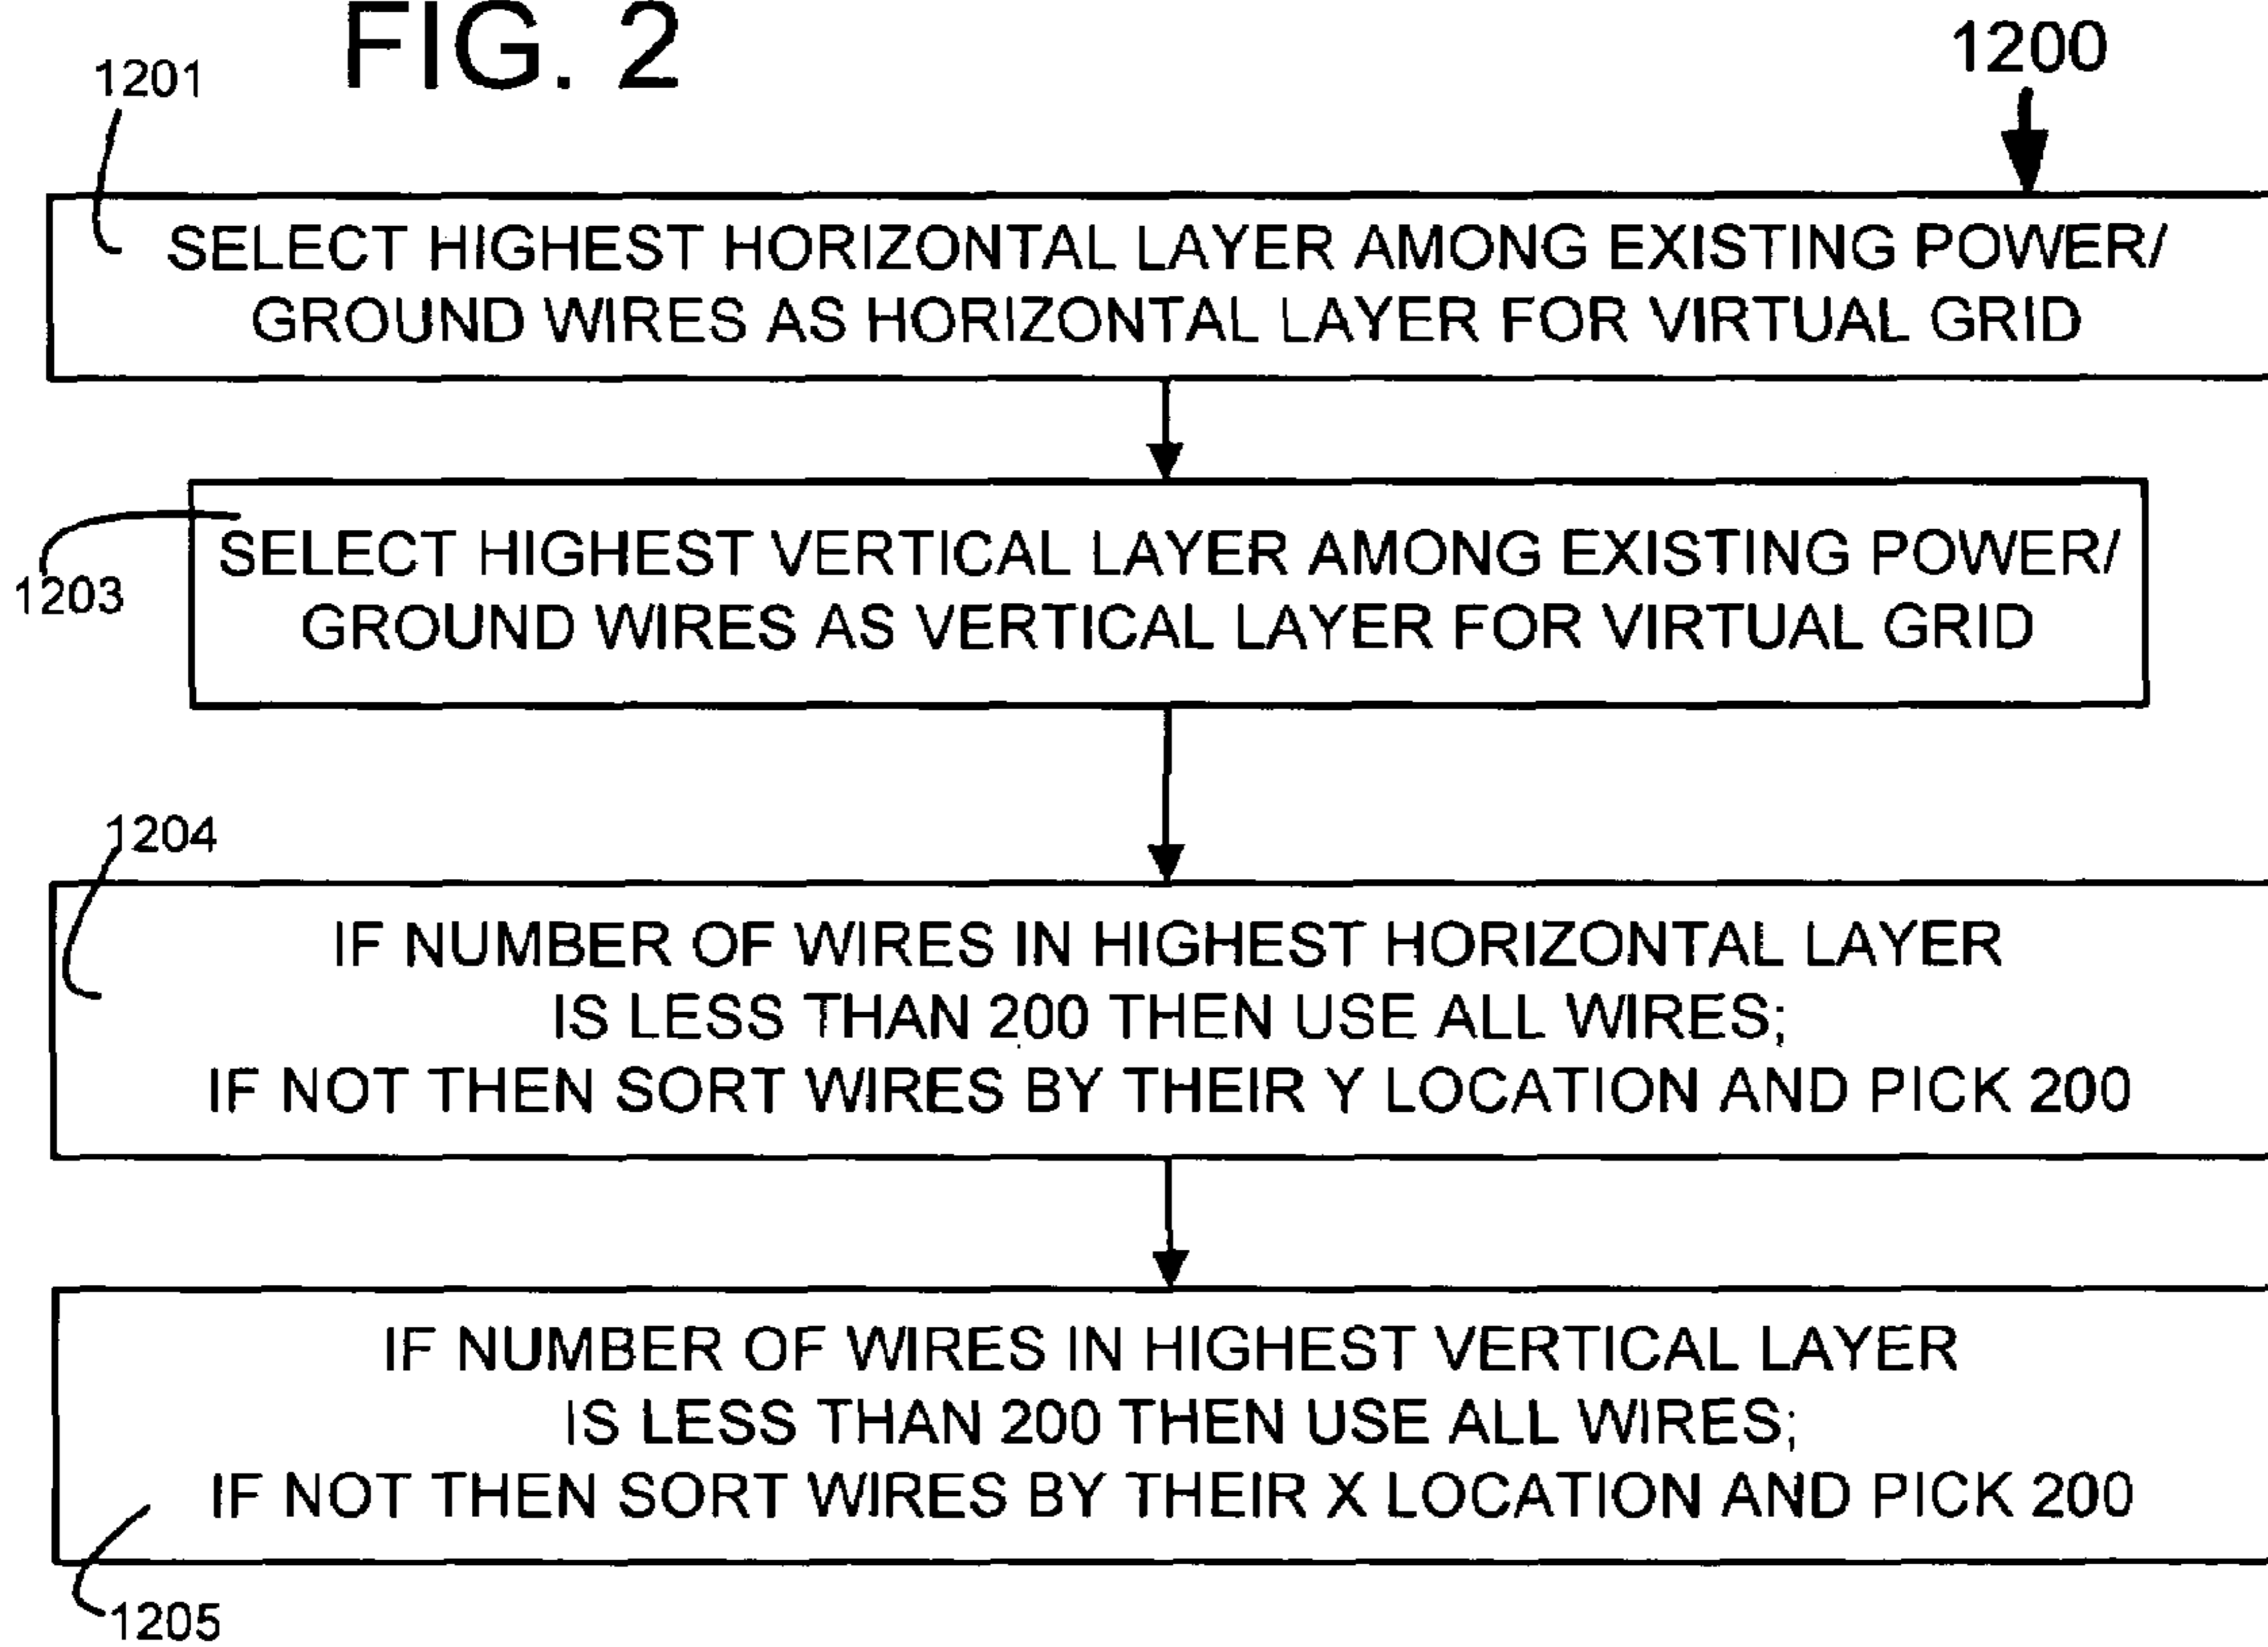 FIG. 2
1200
1201
SELECT HIGHEST HORIZONTAL LAYER AMONG EXISTING POWER/
GROUND WIRES AS HORIZONTAL LAYER FOR VIRTUAL GRID
1203
SELECT HIGHEST VERTICAL LAYER AMONG EXISTING POWER/
GROUND WIRES AS VERTICAL LAYER FOR VIRTUAL GRID
1204
IF NUMBER OF WIRES IN HIGHEST HORIZONTAL LAYER
IS LESS THAN 200 THEN USE ALL WIRES;
IF NOT THEN SORT WIRES BY THEIR Y LOCATION AND PICK 200
IF NUMBER OF WIRES IN HIGHEST VERTICAL LAYER
IS LESS THAN 200 THEN USE ALL WIRES;
IF NOT THEN SORT WIRES BY THEIR X LOCATION AND PICK 200
1205